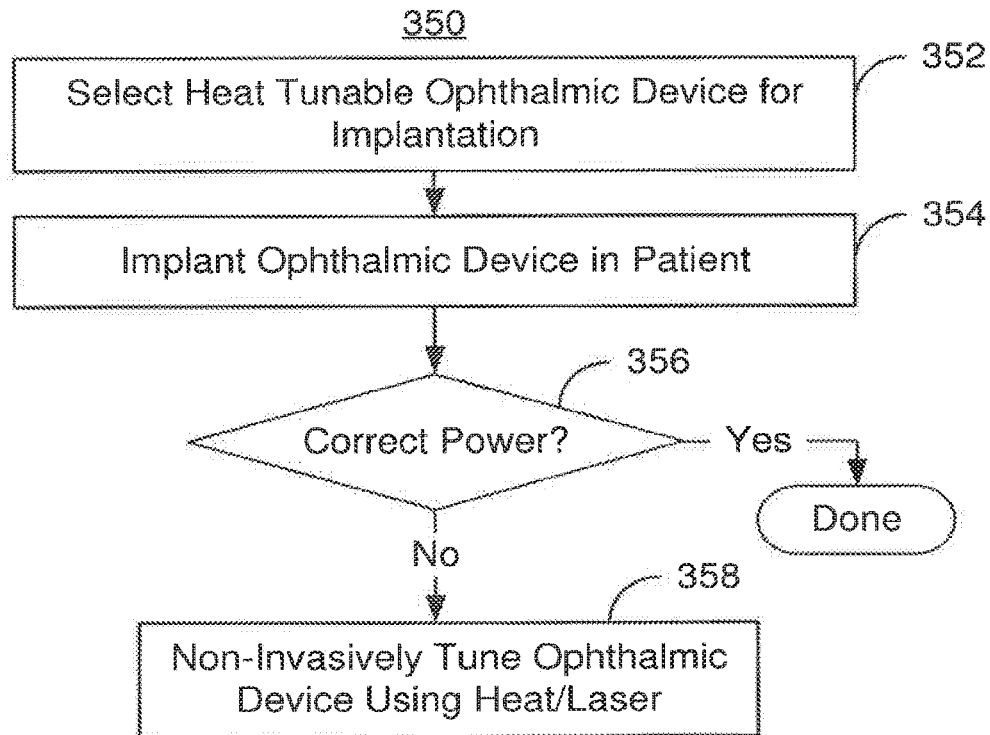 350
352
Select Heat Tunable Ophthalmic Device for
Implantation
354
Implant Ophthalmic Device in Patient
356
Correct Power?
Yes
Done
No
358
Non-Invasively Tune Ophthalmic
Device Using Heat/Laser